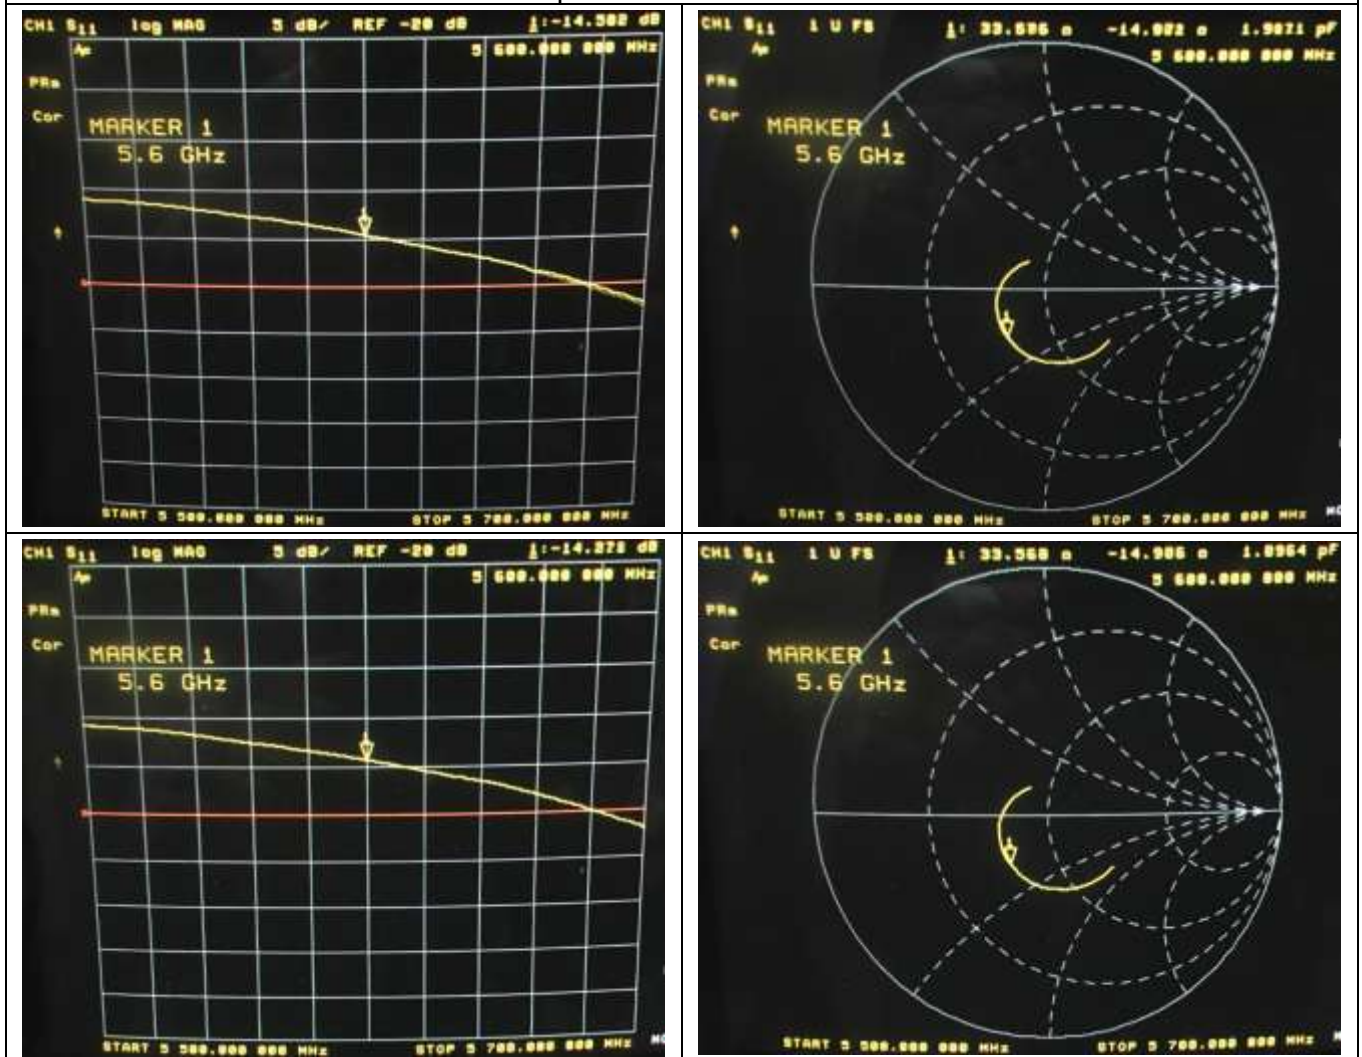 CH1 S11 log MAG 5 dB/ REF -20 dB 1:-14.502 dB
5 600.000 000 MHz
PRm
Cor
MARKER 1
5.6 GHz
START 5 500.000 000 MHz STOP 5 700.000 000 MHz
CH1 S11 1 U FS 1: 33.686 Ω -14.902 Ω 1.9071 pF
5 600.000 000 MHz
PRm
Cor
MARKER 1
5.6 GHz
START 5 500.000 000 MHz STOP 5 700.000 000 MHz
CH1 S11 log MAG 5 dB/ REF -20 dB 1:-14.272 dB
5 600.000 000 MHz
PRm
Cor
MARKER 1
5.6 GHz
START 5 500.000 000 MHz STOP 5 700.000 000 MHz
CH1 S11 1 U FS 1: 33.568 Ω -14.986 Ω 1.8964 pF
5 600.000 000 MHz
PRm
Cor
MARKER 1
5.6 GHz
START 5 500.000 000 MHz STOP 5 700.000 000 MHz